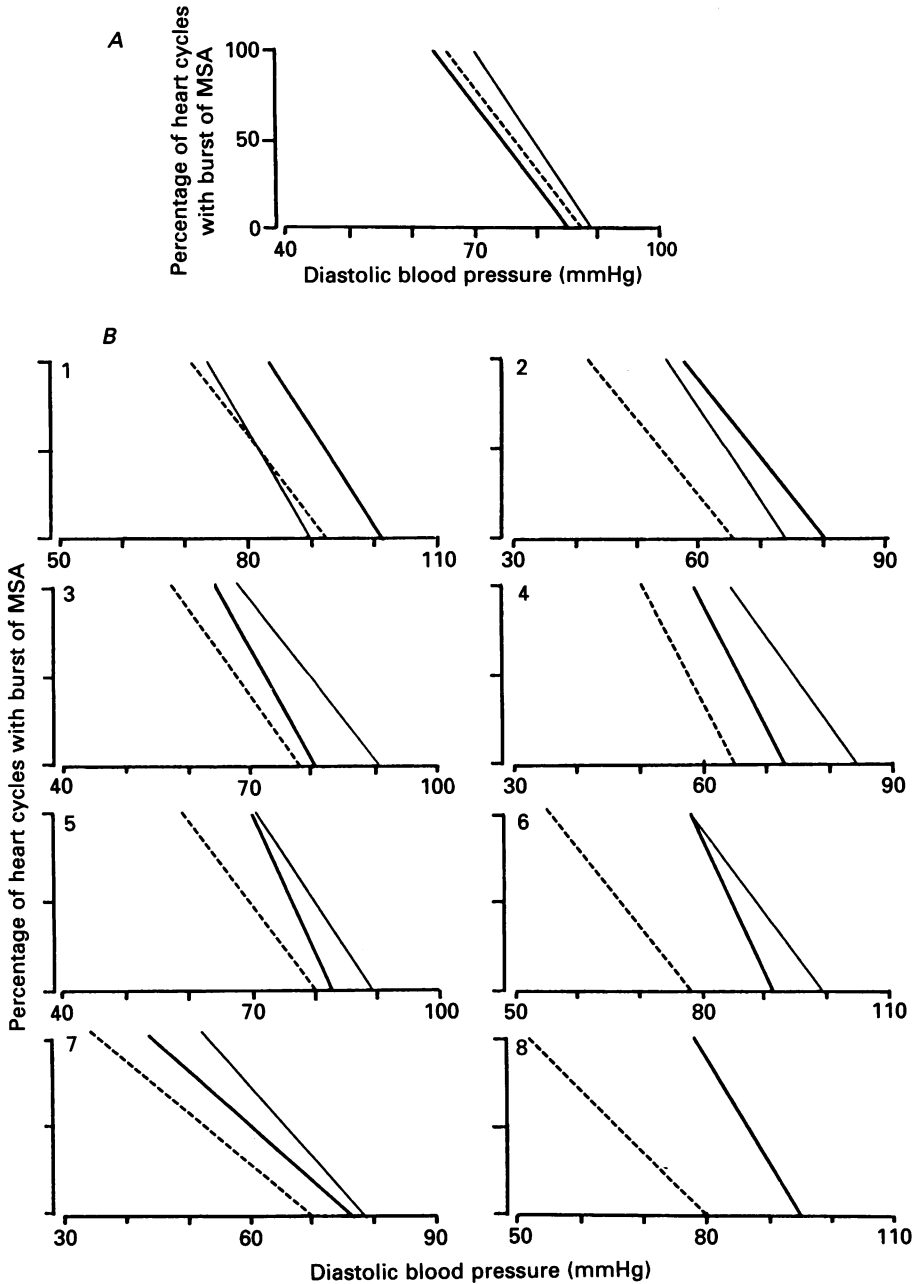 A
Percentage of heart cycles
with burst of MSA
100
50
0
40 70 100
Diastolic blood pressure (mmHg)
B
Percentage of heart cycles with burst of MSA
1
50 80 110
2
30 60 90
3
40 70 100
4
30 60 90
5
40 70 100
6
50 80 110
7
30 60 90
8
50 80 110
Diastolic blood pressure (mmHg)